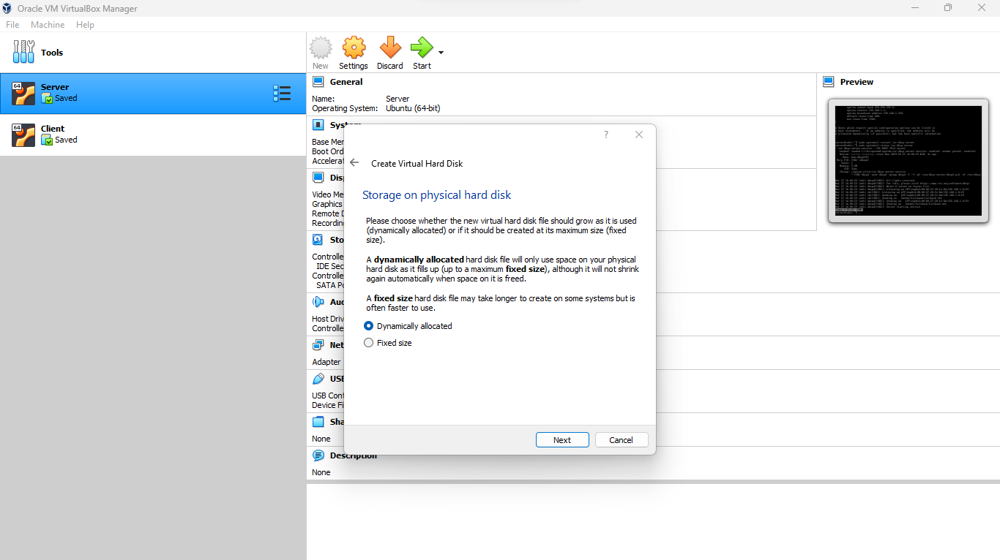 Oracle VM VirtualBox Manager
File Machine Help
Tools
New Settings Discard Start
64 Server
Saved
64 Client
Saved
General
Name: Server
Operating System: Ubuntu (64-bit)
Preview
Syst
Base Mer
Boot Ord
Accelerat
Disp
Video Me
Graphics
Remote D
Recording
Sto
Controlle
IDE Sec
Controlle
SATA Po
Aud
Host Driv
Controlle
Net
Adapter
USB
USB Cont
Device Fi
Sha
None
Description
None
?
Create Virtual Hard Disk
Storage on physical hard disk
Please choose whether the new virtual hard disk file should grow as it is used
(dynamically allocated) or if it should be created at its maximum size (fixed
size).
A dynamically allocated hard disk file will only use space on your physical
hard disk as it fills up (up to a maximum fixed size), although it will not shrink
again automatically when space on it is freed.
A fixed size hard disk file may take longer to create on some systems but is
often faster to use.
Dynamically allocated
Fixed size
Next Cancel